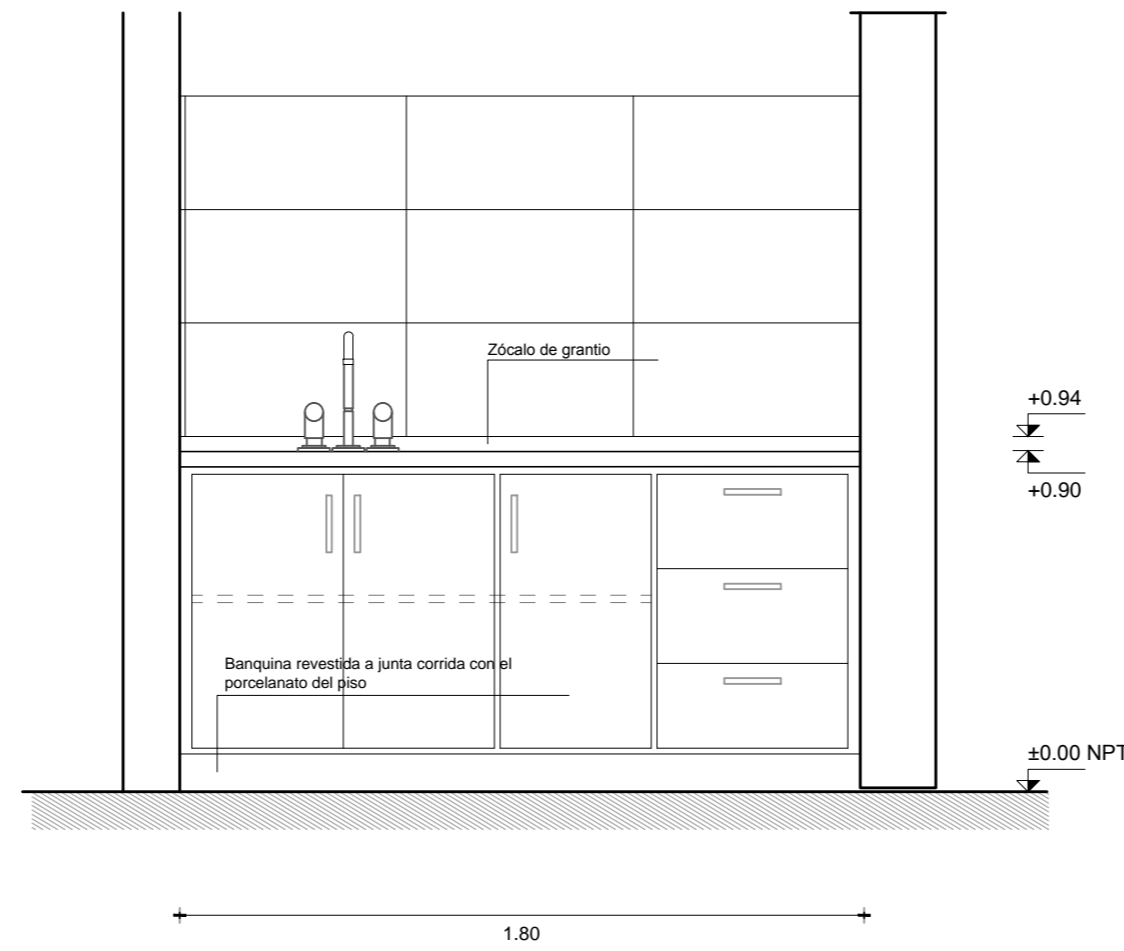 Zócalo de grantio
+0.94
+0.90
Banquina revestida a junta corrida con el
porcelanato del piso
±0.00 NPT
1.80